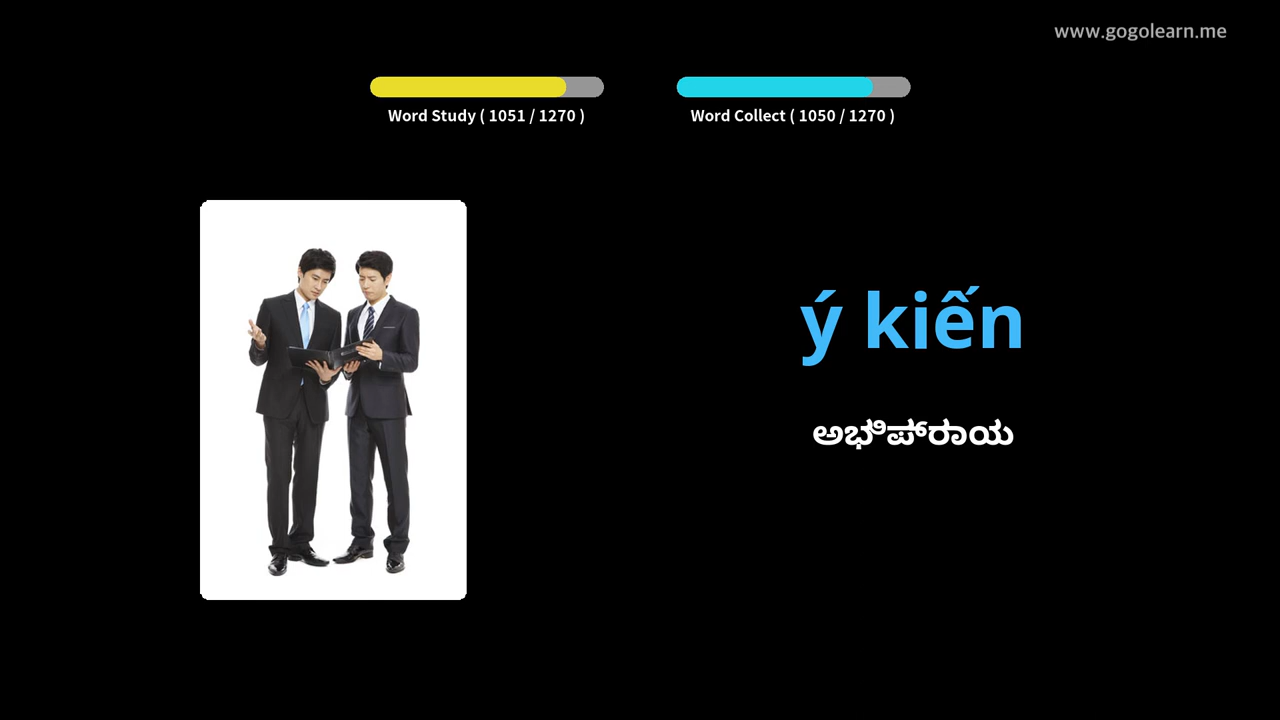 www.gogolearn.me
Word Study ( 1051 / 1270 )
Word Collect ( 1050 / 1270 )
ý kiến
ಅಭಿಪ್ರಾಯ